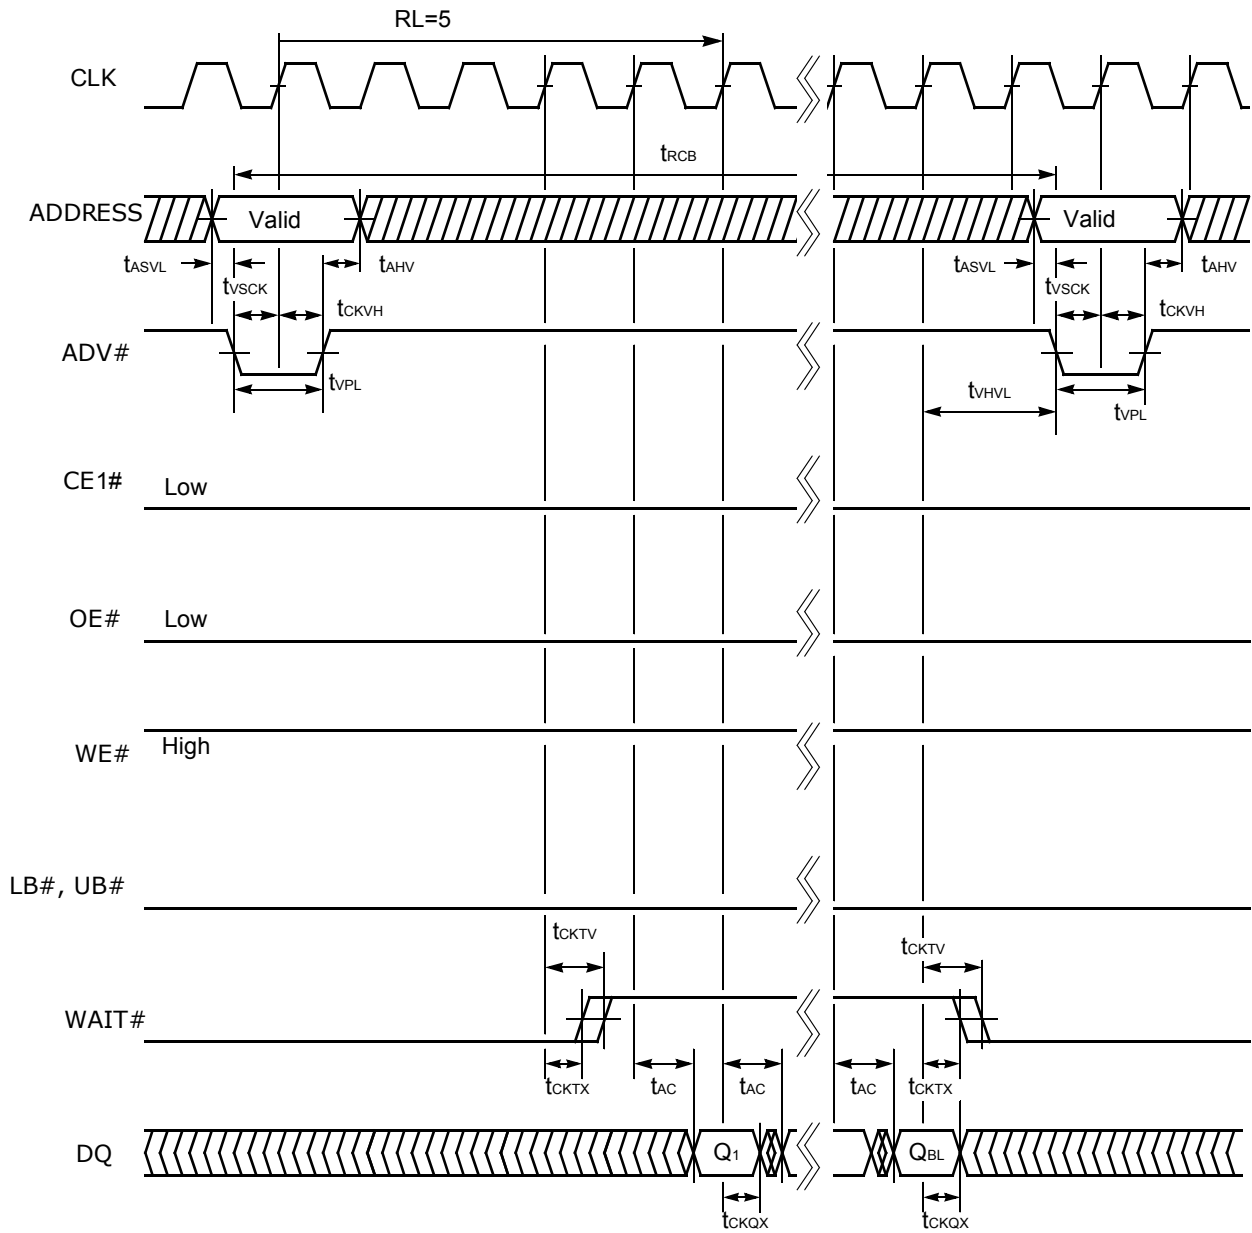 RL=5
CLK
tRCB
ADDRESS Valid Valid
tASVL tAHV tASVL tAHV
tVSCK tVSCK
tCKVH tCKVH
ADV#
tVPL tVHVL tVPL
CE1# Low
OE# Low
WE# High
LB#, UB#
tCKTV tCKTV
WAIT#
tCKTX tAC tAC tAC tCKTX
DQ Q1 QBL
tCKQX tCKQX